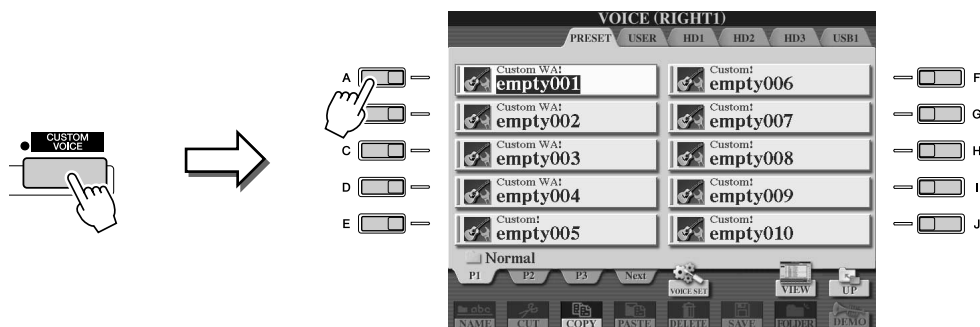 VOICE (RIGHT1)
PRESET USER HD1 HD2 HD3 USB1
CUSTOM
VOICE
A
C
D
E
Custom WA!
empty001
Custom WA!
empty002
Custom WA!
empty003
Custom WA!
empty004
Custom!
empty005
Custom!
empty006
Custom!
empty007
Custom!
empty008
Custom!
empty009
Custom!
empty010
F
G
H
I
J
Normal
P1 P2 P3 Next
VOICE SET
VIEW
UP
abc
NAME CUT COPY PASTE DELETE SAVE FOLDER DEMO